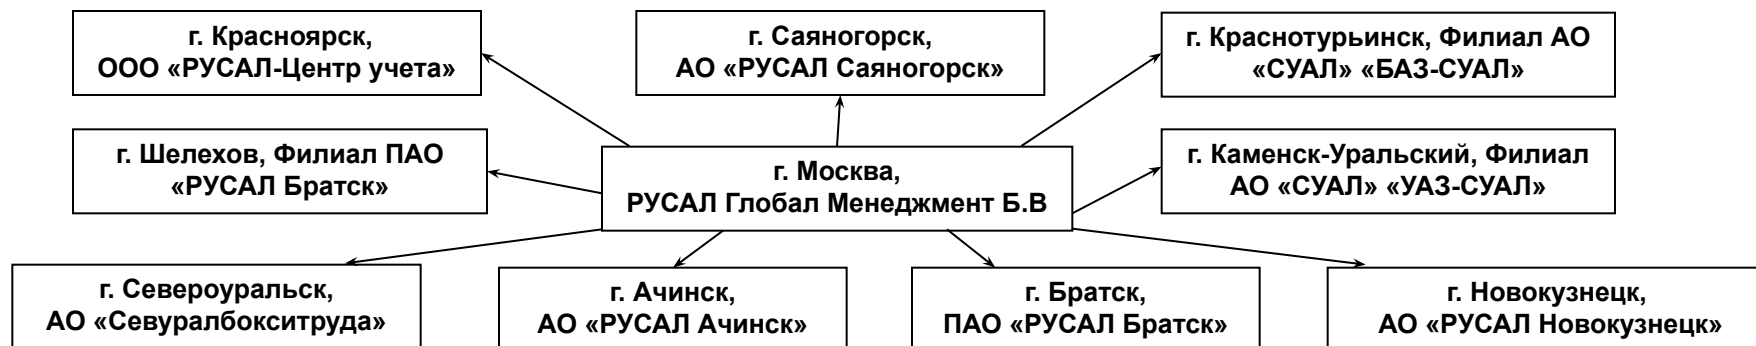 г. Красноярск,
ООО «РУСАЛ-Центр учета»
г. Саяногорск,
АО «РУСАЛ Саяногорск»
г. Краснотурьинск, Филиал АО
«СУАЛ» «БАЗ-СУАЛ»
г. Шелехов, Филиал ПАО
«РУСАЛ Братск»
г. Москва,
РУСАЛ Глобал Менеджмент Б.В
г. Каменск-Уральский, Филиал
АО «СУАЛ» «УАЗ-СУАЛ»
г. Североуральск,
АО «Севуралбокситруда»
г. Ачинск,
АО «РУСАЛ Ачинск»
г. Братск,
ПАО «РУСАЛ Братск»
г. Новокузнецк,
АО «РУСАЛ Новокузнецк»